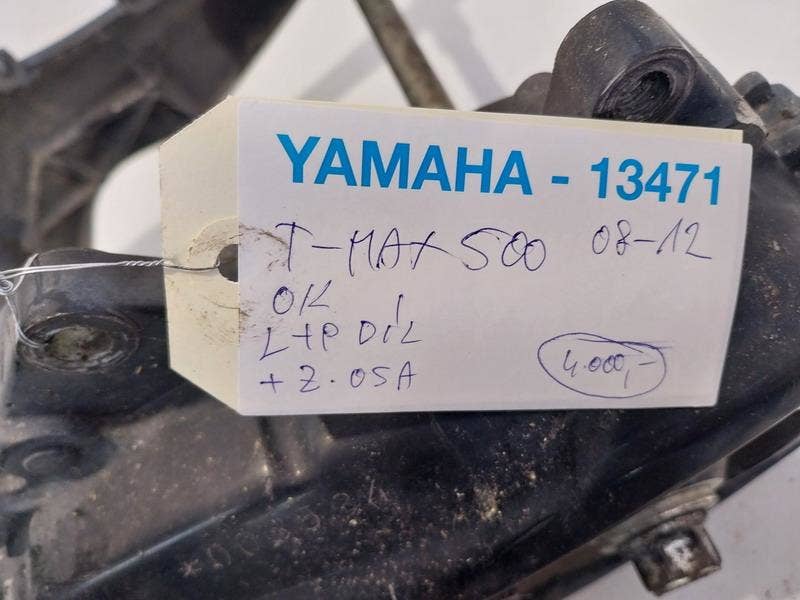 YAMAHA - 13471
T-MAX 500 08-12
OK
L+P DÍL
+ Z. OSA
4.000,-